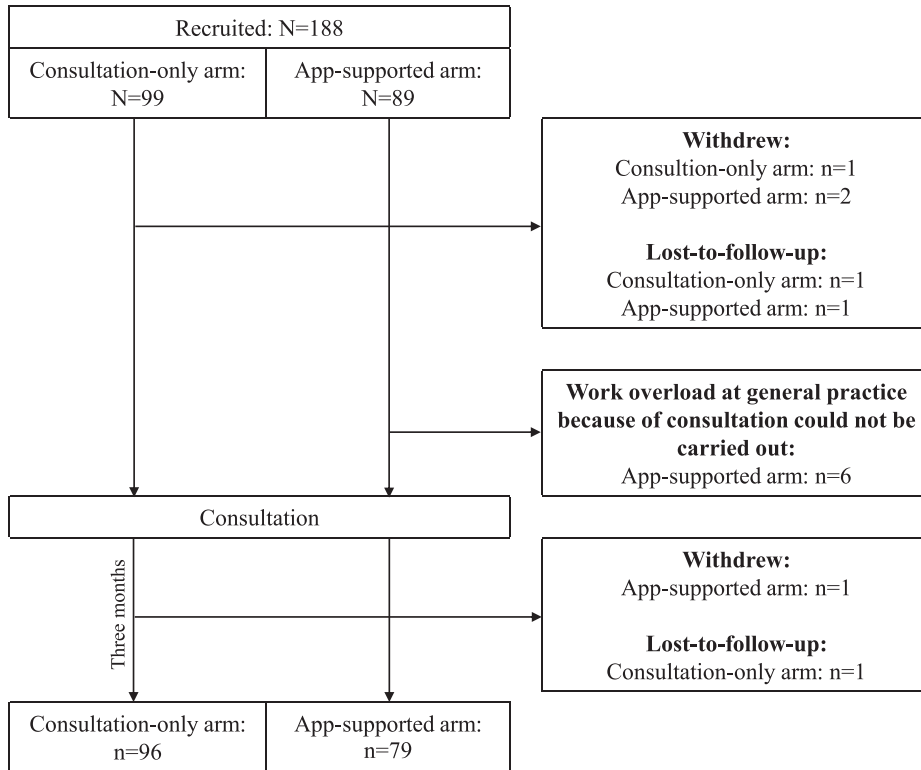 Recruited: N=188
Consultation-only arm:
N=99
App-supported arm:
N=89
Withdrew:
Consultion-only arm: n=1
App-supported arm: n=2
Lost-to-follow-up:
Consultation-only arm: n=1
App-supported arm: n=1
Work overload at general practice
because of consultation could not be
carried out:
App-supported arm: n=6
Consultation
Three months
Withdrew:
App-supported arm: n=1
Lost-to-follow-up:
Consultation-only arm: n=1
Consultation-only arm:
n=96
App-supported arm:
n=79